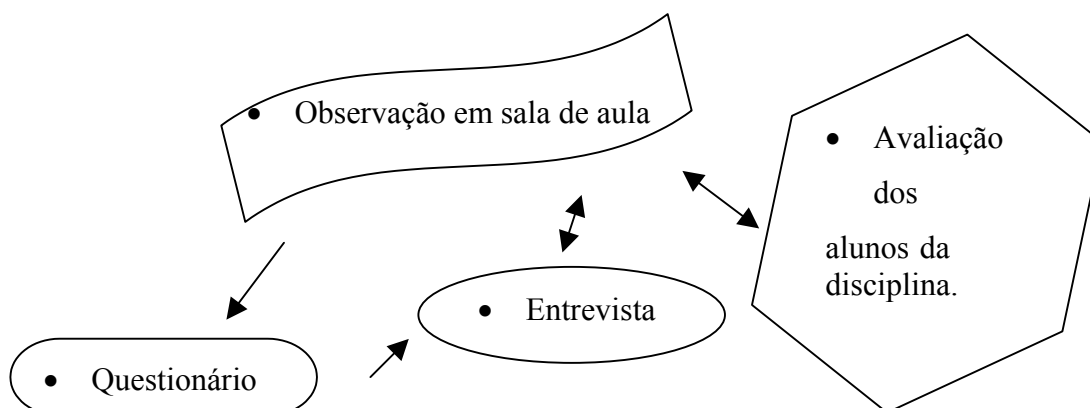 • Observação em sala de aula
• Avaliação
dos
alunos da
disciplina.
• Entrevista
• Questionário